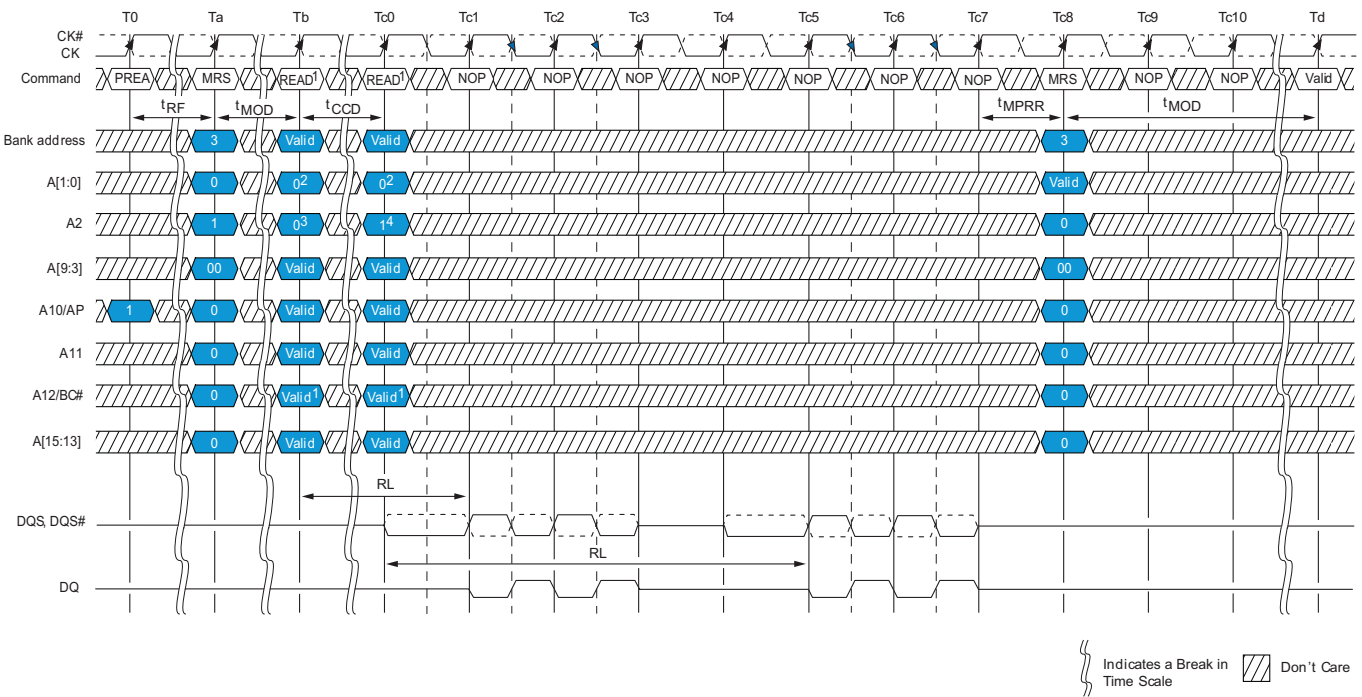 T0 Ta Tb Tc0 Tc1 Tc2 Tc3 Tc4 Tc5 Tc6 Tc7 Tc8 Tc9 Tc10 Td
CK#
CK
Command PREA MRS READ1 READ1 NOP NOP NOP NOP NOP NOP NOP MRS NOP NOP Valid
tRF tMOD tCCD tMPRR tMOD
Bank address 3 Valid Valid 3
A[1:0] 0 02 02 Valid
A2 1 03 14 0
A[9:3] 00 Valid Valid 00
A10/AP 1 0 Valid Valid 0
A11 0 Valid Valid 0
A12/BC# 0 Valid1 Valid1 0
A[15:13] 0 Valid Valid 0
RL
DQS, DQS#
RL
DQ
Indicates a Break in
Time Scale
Don't Care